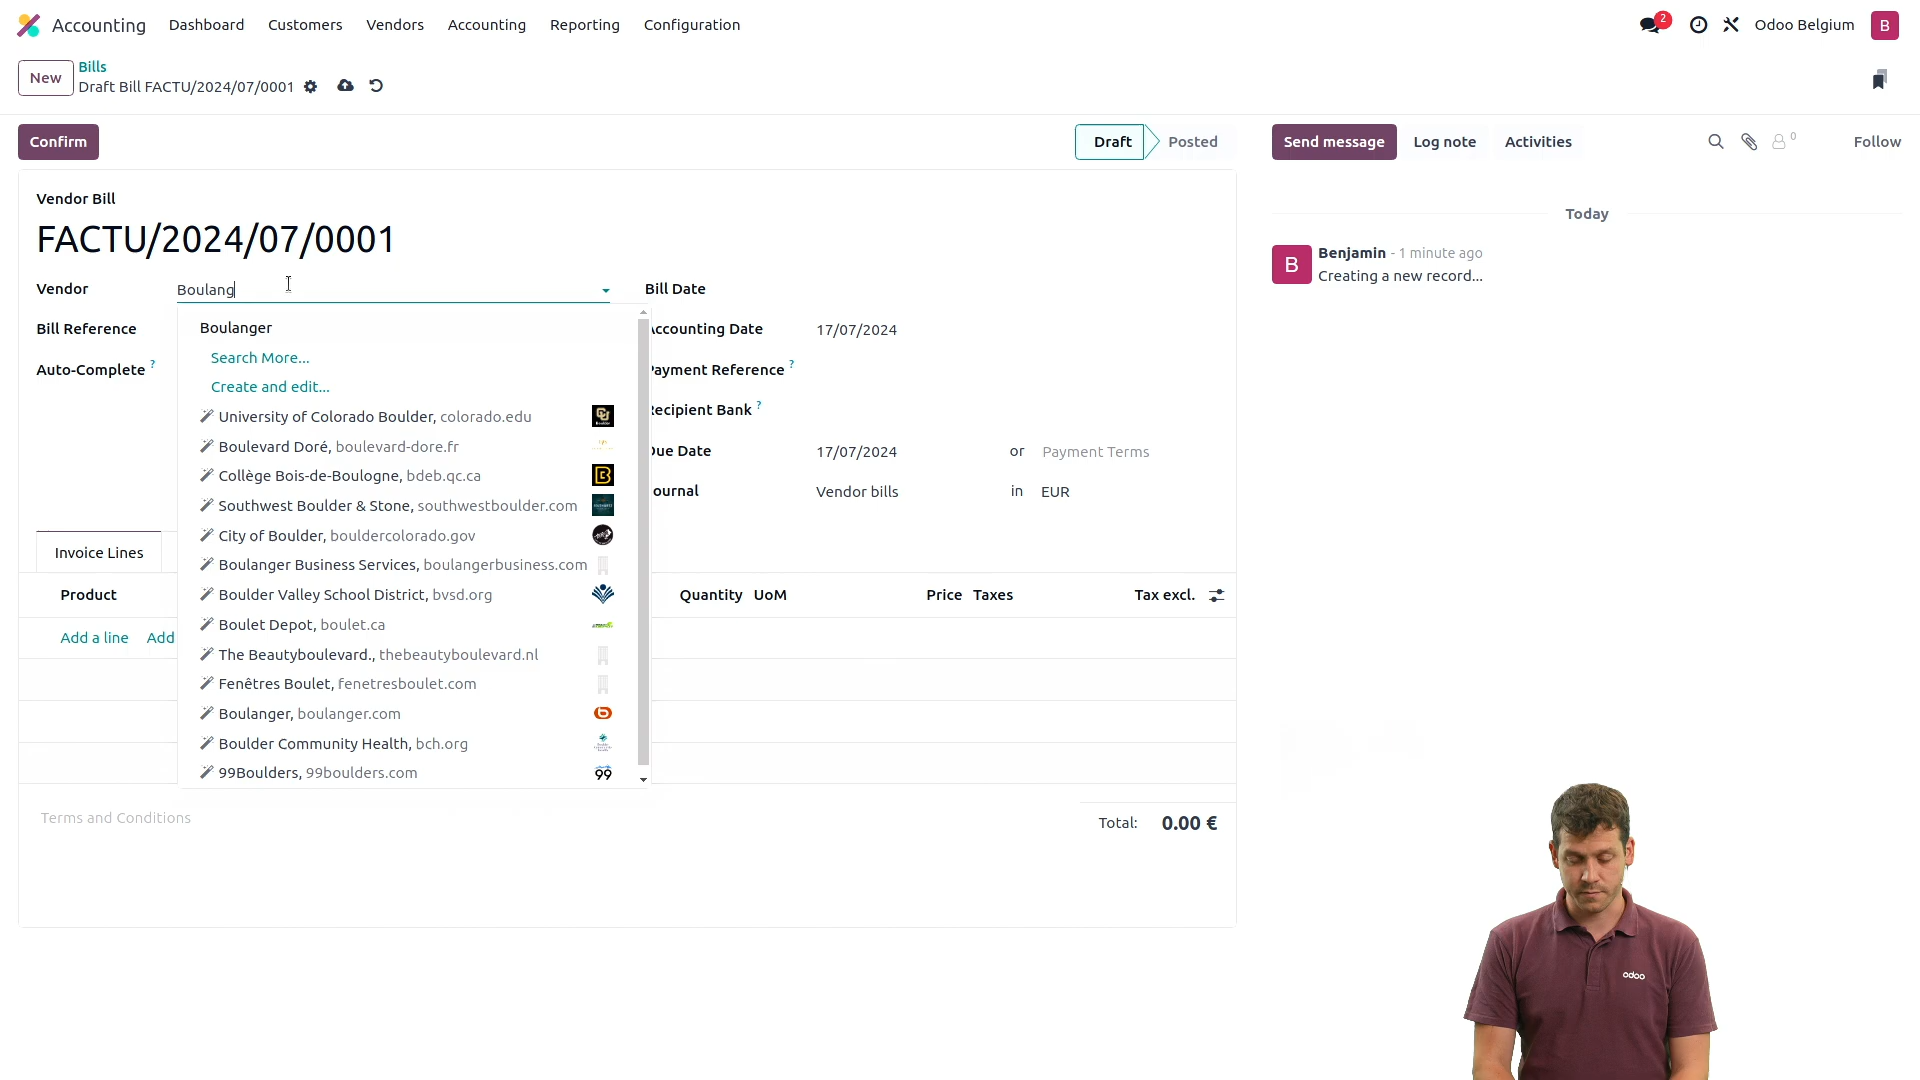 Accounting Dashboard Customers Vendors Accounting Reporting Configuration 2 Odoo Belgium B
New Bills
Draft Bill FACTU/2024/07/0001
Confirm Draft Posted Send message Log note Activities 0 Follow
Vendor Bill
FACTU/2024/07/0001
Today
Benjamin - 1 minute ago
B
Creating a new record...
Vendor Boulang Bill Date
Bill Reference Boulanger Accounting Date 17/07/2024
Search More...
Auto-Complete ? Payment Reference ?
Create and edit...
Recipient Bank ?
University of Colorado Boulder, colorado.edu
Boulevard Doré, boulevard-dore.fr
Due Date 17/07/2024 or Payment Terms
Collège Bois-de-Boulogne, bdeb.qc.ca
Journal Vendor bills in EUR
Southwest Boulder & Stone, southwestboulder.com
City of Boulder, bouldercolorado.gov
Invoice Lines
Boulanger Business Services, boulangerbusiness.com
Product Boulder Valley School District, bvsd.org Quantity UoM Price Taxes Tax excl.
Boulet Depot, boulet.ca
Add a line Add
The Beautyboulevard., thebeautyboulevard.nl
Fenêtres Boulet, fenetresboulet.com
Boulanger, boulanger.com
Boulder Community Health, bch.org
99Boulders, 99boulders.com 99
Terms and Conditions Total: 0.00 €
odoo